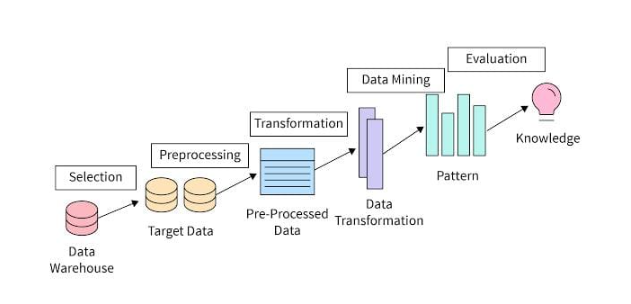 Evaluation
Data Mining
Knowledge
Transformation
Pattern
Preprocessing
Selection
Data
Transformation
Pre-Processed
Data
Target Data
Data
Warehouse